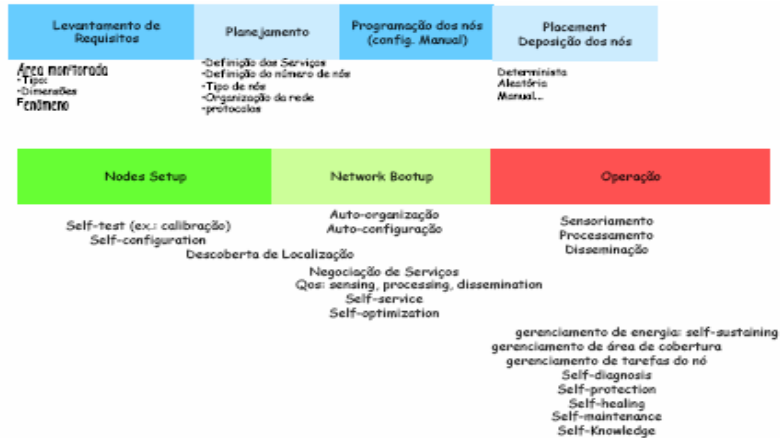 Levantamento de
Requisitos
Planejamento
Programação dos nós
(config. Manual)
Placement
Deposição dos nós
Área monitorada
-Tipo:
-Dimensões
Fenômeno
-Definição dos Serviços
-Definição do número de nós
-Tipo de nós
-Organização da rede
-protocolos
Determinista
Aleatória
Manual...
Nodes Setup
Network Bootup
Operação
Self-test (ex.: calibração)
Self-configuration
Descoberta de Localização
Auto-organização
Auto-configuração
Negociação de Serviços
Qos: sensing, processing, dissemination
Self-service
Self-optimization
Sensoriamento
Processamento
Disseminação
gerenciamento de energia: self-sustaining
gerenciamento de área de cobertura
gerenciamento de tarefas do nó
Self-diagnosis
Self-protection
Self-healing
Self-maintenance
Self-Knowledge